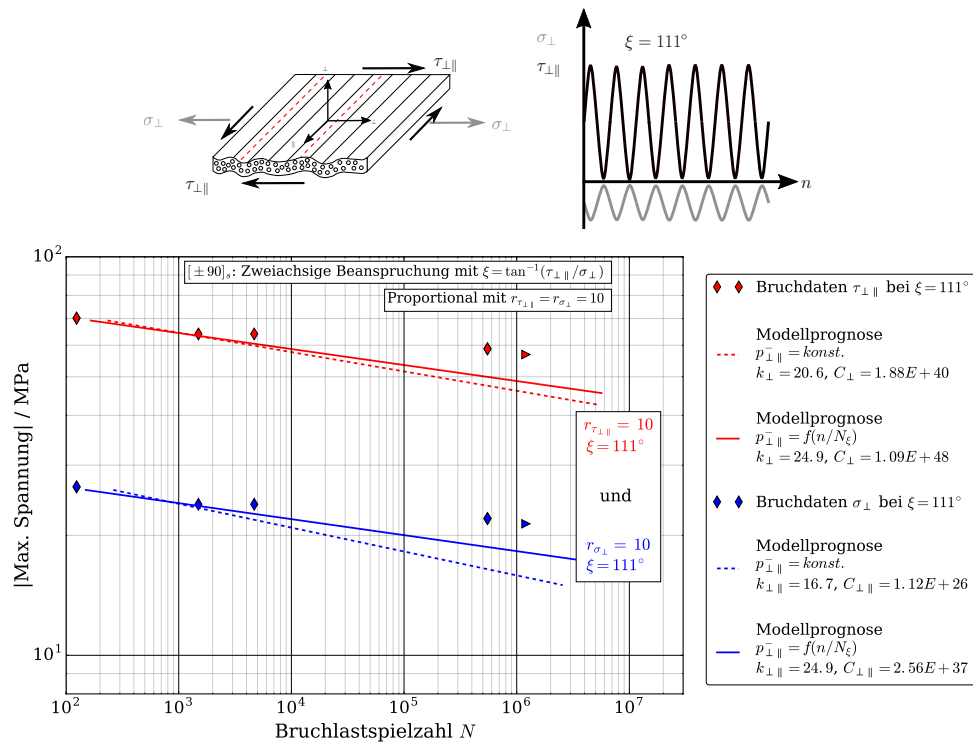 τ⊥∥
σ⊥
σ⊥
τ⊥∥
⊥
⊥
∥
σ⊥
τ⊥∥
ξ = 111°
n
[±90]s: Zweiachsige Beanspruchung mit ξ = tan⁻¹(τ⊥∥/σ⊥)
Proportional mit rτ⊥∥ = rσ⊥ = 10
|Max. Spannung| / MPa
10²
10¹
rτ⊥∥ = 10
ξ = 111°
und
rσ⊥ = 10
ξ = 111°
10² 10³ 10⁴ 10⁵ 10⁶ 10⁷
Bruchlastspielzahl N
Bruchdaten τ⊥∥ bei ξ = 111°
Modellprognose
p⁻⊥∥ = konst.
k⊥ = 20.6, C⊥ = 1.88E + 40
Modellprognose
p⁻⊥∥ = f(n/Nξ)
k⊥ = 24.9, C⊥ = 1.09E + 48
Bruchdaten σ⊥ bei ξ = 111°
Modellprognose
p⁻⊥∥ = konst.
k⊥∥ = 16.7, C⊥∥ = 1.12E + 26
Modellprognose
p⁻⊥∥ = f(n/Nξ)
k⊥∥ = 24.9, C⊥∥ = 2.56E + 37